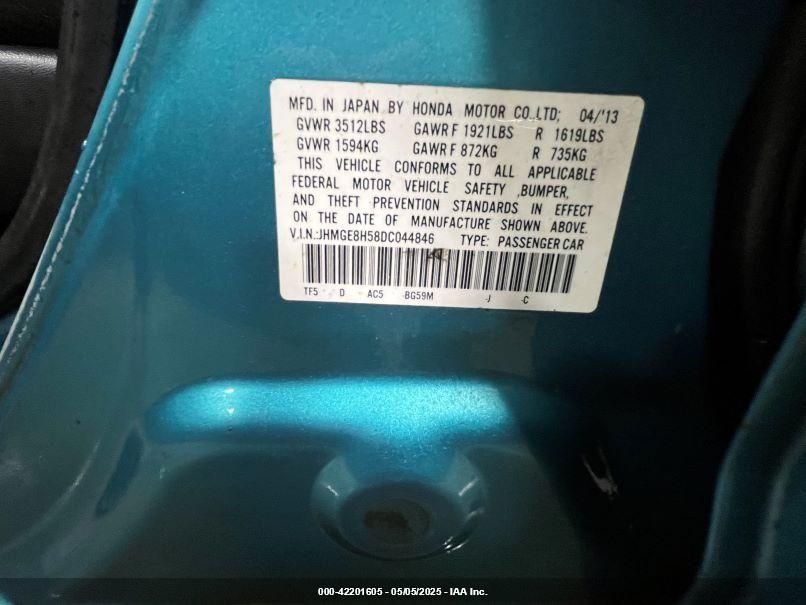 MFD. IN JAPAN BY HONDA MOTOR CO.,LTD; 04/'13
GVWR 3512LBS GAWR F 1921LBS R 1619LBS
GVWR 1594KG GAWR F 872KG R 735KG
THIS VEHICLE CONFORMS TO ALL APPLICABLE
FEDERAL MOTOR VEHICLE SAFETY ,BUMPER,
AND THEFT PREVENTION STANDARDS IN EFFECT
ON THE DATE OF MANUFACTURE SHOWN ABOVE.
V.I.N.:JHMGE8H58DC044846 TYPE: PASSENGER CAR
TF5 D AC5 -BG59M -J -C
000-42201605 - 05/05/2025 - IAA Inc.